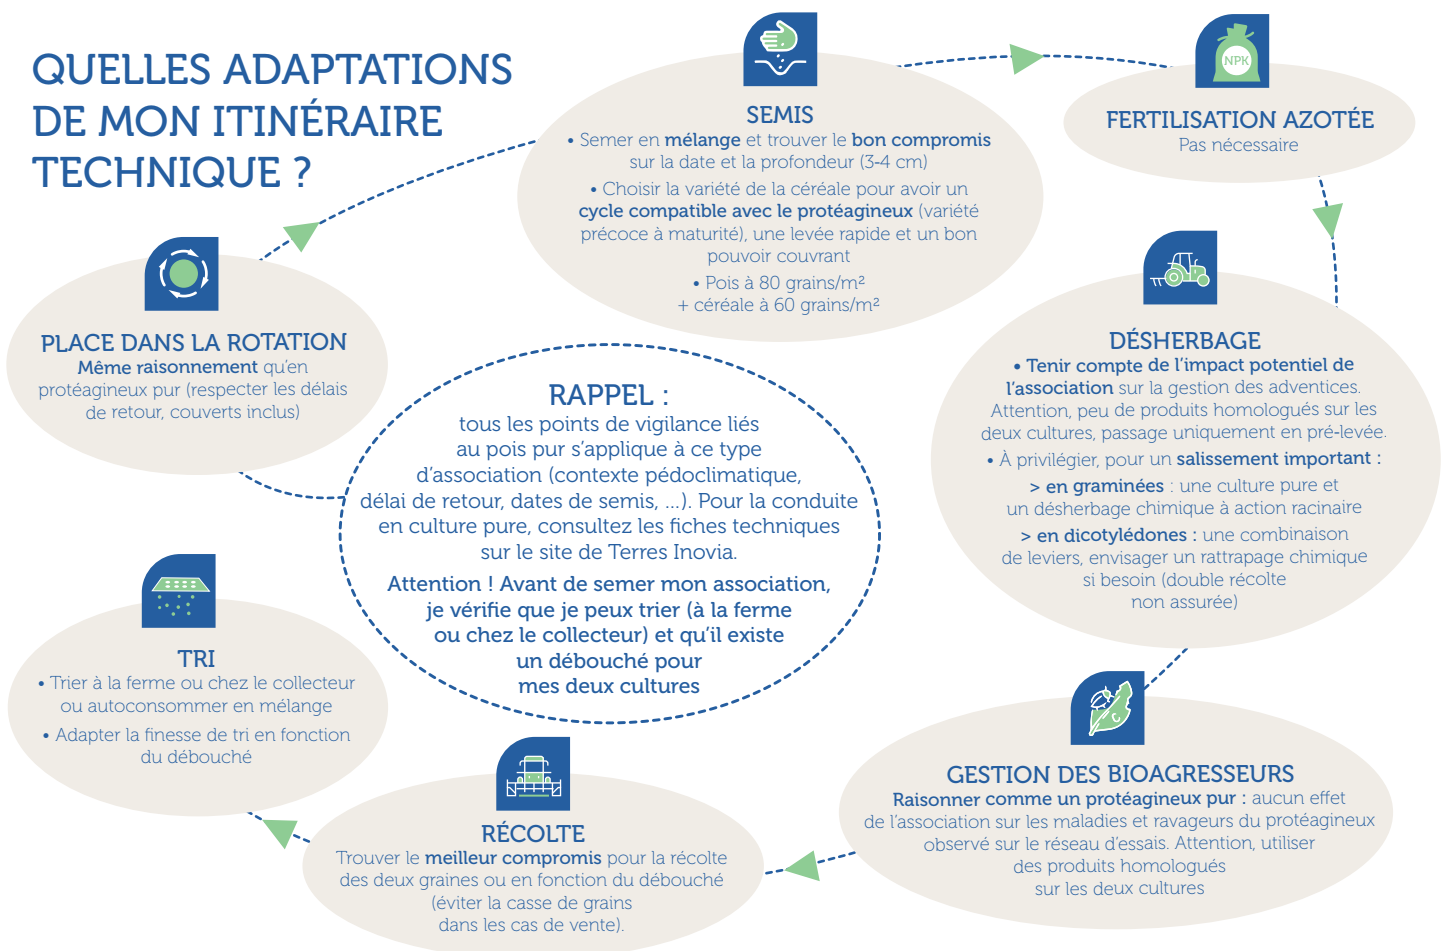 QUELLES ADAPTATIONS
DE MON ITINÉRAIRE
TECHNIQUE ?
PLACE DANS LA ROTATION
Même raisonnement qu'en
protéagineux pur (respecter les délais
de retour, couverts inclus)
SEMIS
• Semer en mélange et trouver le bon compromis
sur la date et la profondeur (3-4 cm)
• Choisir la variété de la céréale pour avoir un
cycle compatible avec le protéagineux (variété
précoce à maturité), une levée rapide et un bon
pouvoir couvrant
• Pois à 80 grains/m²
+ céréale à 60 grains/m²
NPK
FERTILISATION AZOTÉE
Pas nécessaire
DÉSHERBAGE
• Tenir compte de l'impact potentiel de
l'association sur la gestion des adventices.
Attention, peu de produits homologués sur les
deux cultures, passage uniquement en pré-levée.
• À privilégier, pour un salissement important :
> en graminées : une culture pure et
un désherbage chimique à action racinaire
> en dicotylédones : une combinaison
de leviers, envisager un rattrapage chimique
si besoin (double récolte
non assurée)
GESTION DES BIOAGRESSEURS
Raisonner comme un protéagineux pur : aucun effet
de l'association sur les maladies et ravageurs du protéagineux
observé sur le réseau d'essais. Attention, utiliser
des produits homologués
sur les deux cultures
RÉCOLTE
Trouver le meilleur compromis pour la récolte
des deux graines ou en fonction du débouché
(éviter la casse de grains
dans les cas de vente).
TRI
• Trier à la ferme ou chez le collecteur
ou autoconsommer en mélange
• Adapter la finesse de tri en fonction
du débouché
RAPPEL :
tous les points de vigilance liés
au pois pur s'applique à ce type
d'association (contexte pédoclimatique,
délai de retour, dates de semis, ...). Pour la conduite
en culture pure, consultez les fiches techniques
sur le site de Terres Inovia.
Attention ! Avant de semer mon association,
je vérifie que je peux trier (à la ferme
ou chez le collecteur) et qu'il existe
un débouché pour
mes deux cultures